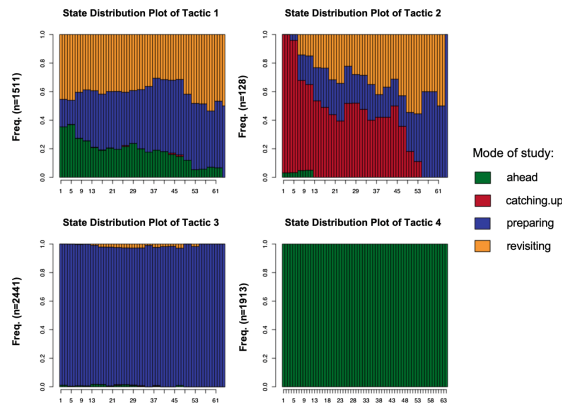 State Distribution Plot of Tactic 1
Freq. (n=1511)
0.0 0.2 0.4 0.6 0.8 1.0
1 5 9 13 21 29 37 45 53 61
State Distribution Plot of Tactic 2
Freq. (n=128)
0.0 0.2 0.4 0.6 0.8 1.0
1 5 9 13 21 29 37 45 53 61
Mode of study:
ahead
catching.up
preparing
revisiting
State Distribution Plot of Tactic 3
Freq. (n=2441)
0.0 0.2 0.4 0.6 0.8 1.0
1 5 9 13 21 29 37 45 53 61
State Distribution Plot of Tactic 4
Freq. (n=1913)
0.0 0.2 0.4 0.6 0.8 1.0
1 5 8 13 18 23 28 33 38 43 48 53 58 63